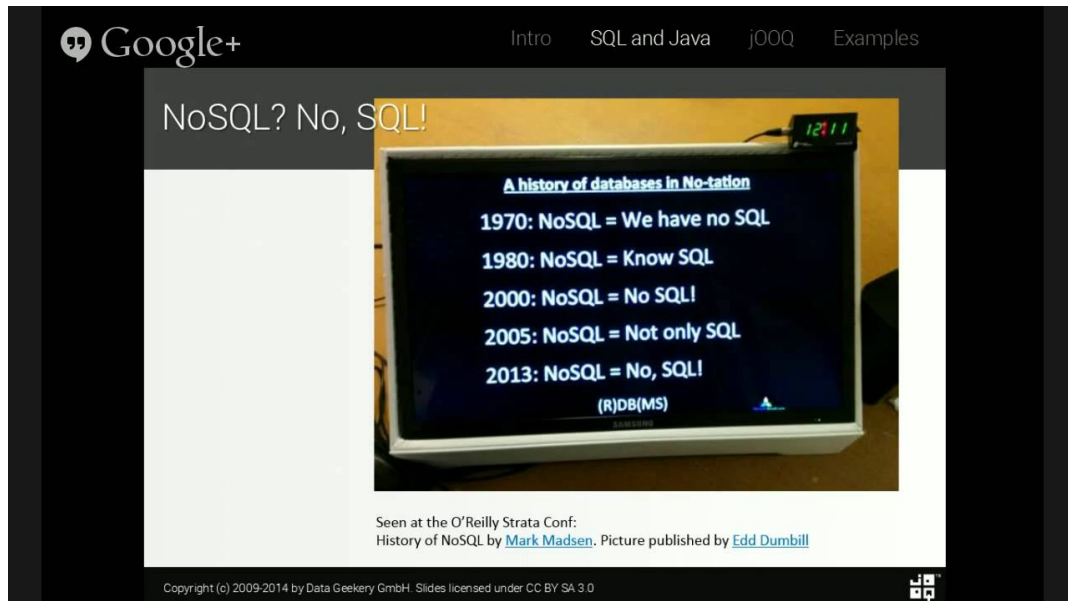 Google+
Intro SQL and Java jOOQ Examples
NoSQL? No, SQL!
12:11
A history of databases in No-tation
1970: NoSQL = We have no SQL
1980: NoSQL = Know SQL
2000: NoSQL = No SQL!
2005: NoSQL = Not only SQL
2013: NoSQL = No, SQL!
(R)DB(MS)
SAMSUNG
Seen at the O'Reilly Strata Conf:
History of NoSQL by Mark Madsen. Picture published by Edd Dumbill
Copyright (c) 2009-2014 by Data Geekery GmbH. Slides licensed under CC BY SA 3.0
jOOQ